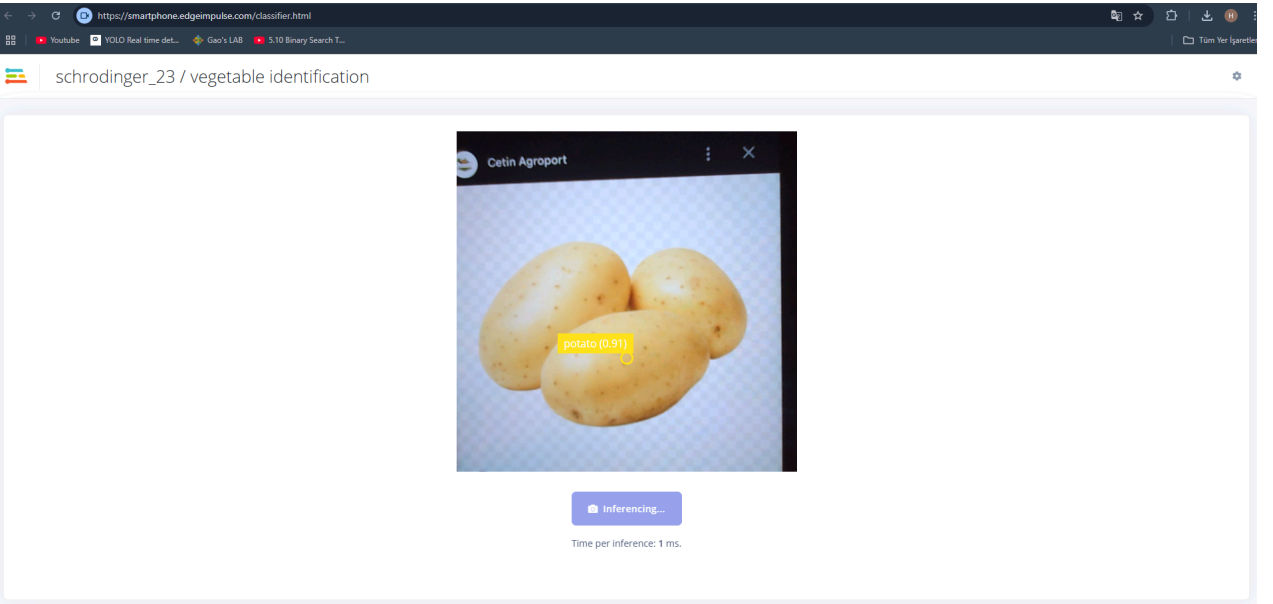 https://smartphone.edgeimpulse.com/classifier.html
H
Youtube
YOLO Real time det...
Gao's LAB
5.10 Binary Search T...
Tüm Yer İşaretle
schrodinger_23 / vegetable identification
Cetin Agroport
potato (0.91)
Inferencing...
Time per inference: 1 ms.